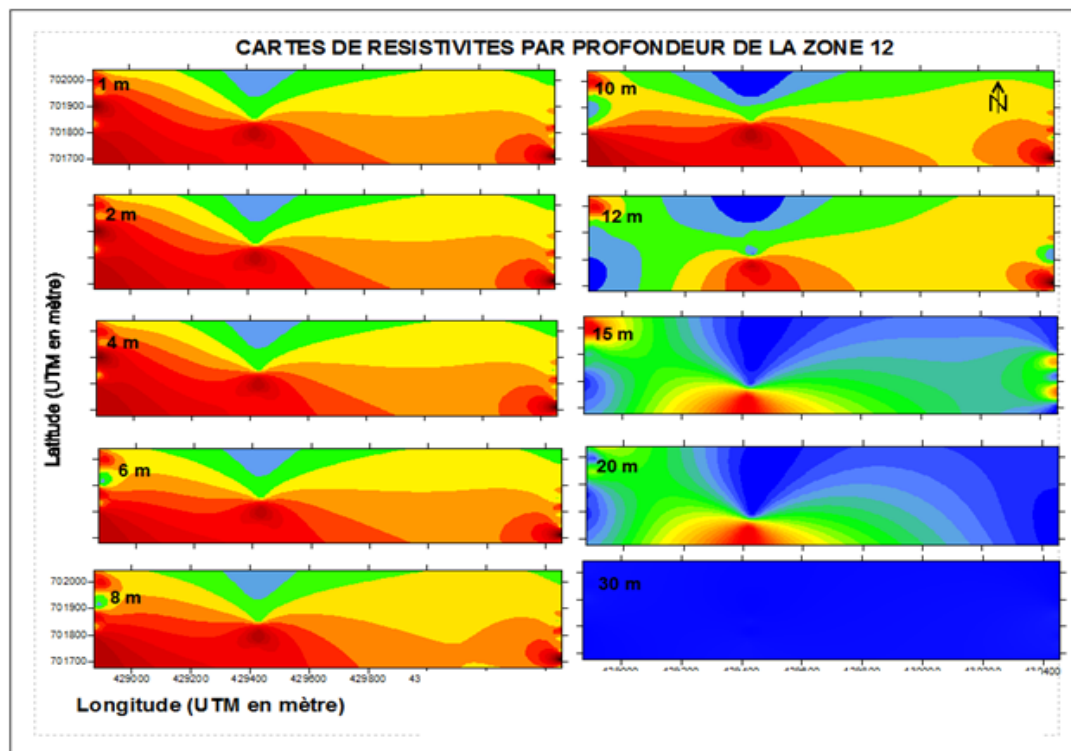 CARTES DE RESISTIVITES PAR PROFONDEUR DE LA ZONE 12
1 m
702000
701900
701800
701700
2 m
4 m
6 m
8 m
702000
701900
701800
701700
429000 429200 429400 429600 429800 43
10 m
N
12 m
15 m
20 m
30 m
Latitude (UTM en mètre)
Longitude (UTM en mètre)